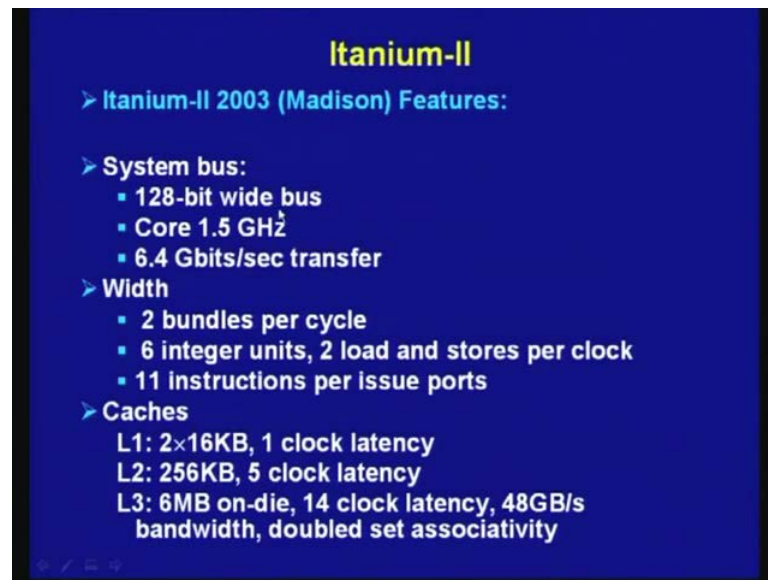 Itanium-II
Itanium-II 2003 (Madison) Features:
System bus:
128-bit wide bus
Core 1.5 GHz
6.4 Gbits/sec transfer
Width
2 bundles per cycle
6 integer units, 2 load and stores per clock
11 instructions per issue ports
Caches
L1: 2×16KB, 1 clock latency
L2: 256KB, 5 clock latency
L3: 6MB on-die, 14 clock latency, 48GB/s
bandwidth, doubled set associativity